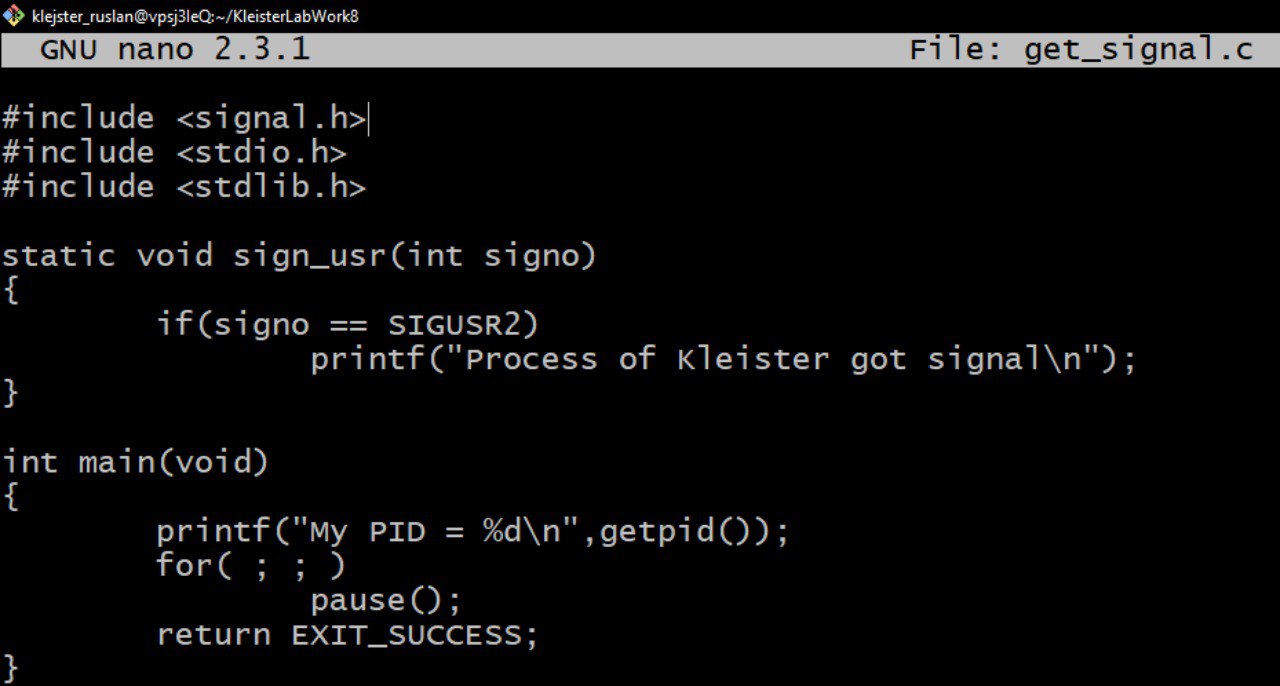 klejster_ruslan@vpsj3leQ:~/KleisterLabWork8
GNU nano 2.3.1 File: get_signal.c
#include <signal.h>
#include <stdio.h>
#include <stdlib.h>
static void sign_usr(int signo)
{
if(signo == SIGUSR2)
printf("Process of Kleister got signal\n");
}
int main(void)
{
printf("My PID = %d\n",getpid());
for( ; ; )
pause();
return EXIT_SUCCESS;
}